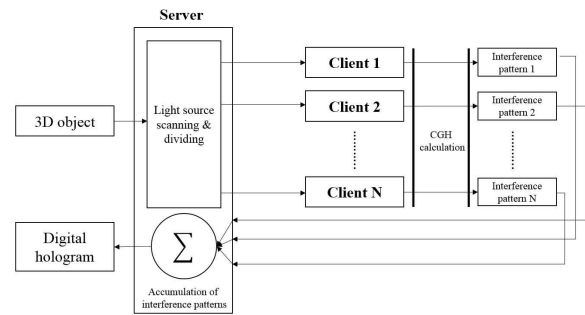 Server
3D object
Light source
scanning &
dividing
Client 1
Client 2
Client N
CGH
calculation
Interference
pattern 1
Interference
pattern 2
Interference
pattern N
Digital
hologram
∑
Accumulation of
interference patterns